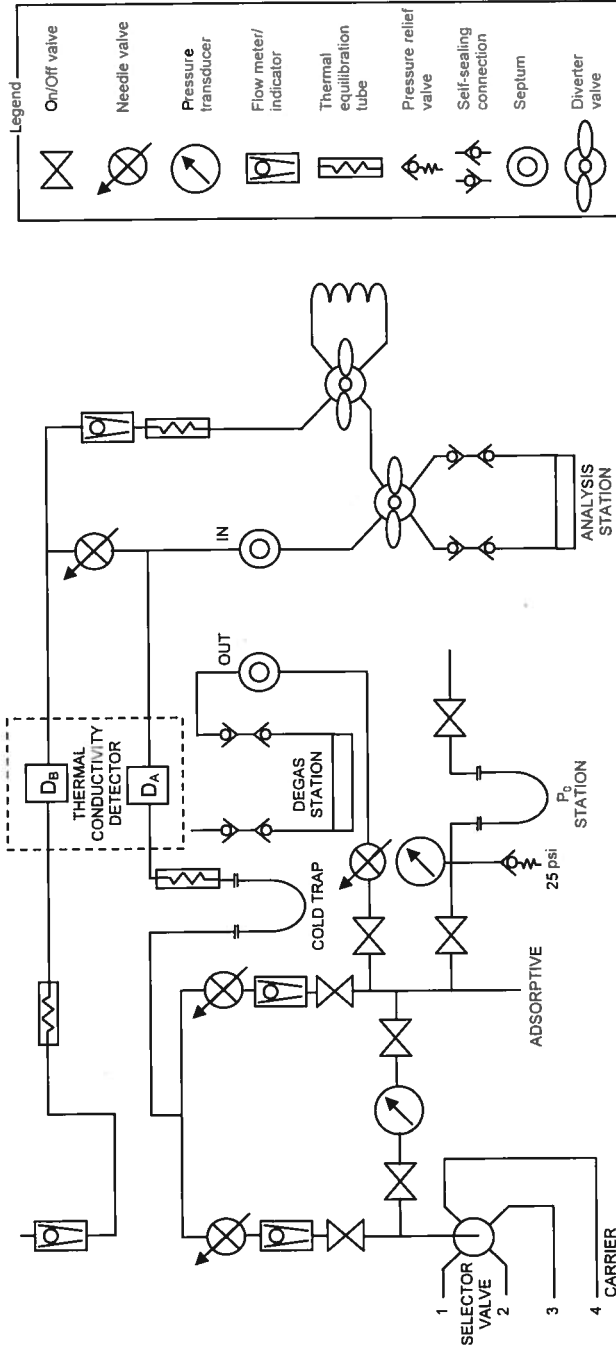 Legend
On/Off valve
Needle valve
Pressure
transducer
Flow meter/
indicator
Thermal
equilibration
tube
Pressure relief
valve
Self-sealing
connection
Septum
Diverter
valve
DB
THERMAL
CONDUCTIVITY
DETECTOR
DA
IN
OUT
DEGAS
STATION
COLD TRAP
ANALYSIS
STATION
P0
STATION
25 psi
ADSORPTIVE
1
SELECTOR
VALVE
2
3
4
CARRIER